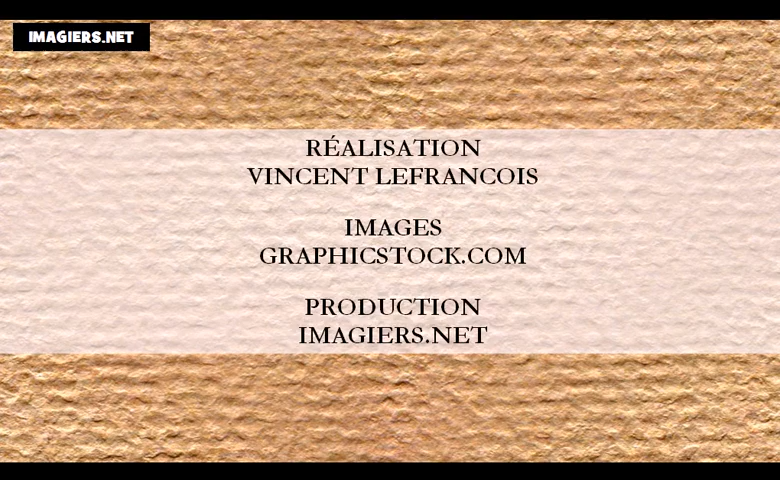 IMAGIERS.NET
RÉALISATION
VINCENT LEFRANCOIS
IMAGES
GRAPHICSTOCK.COM
PRODUCTION
IMAGIERS.NET